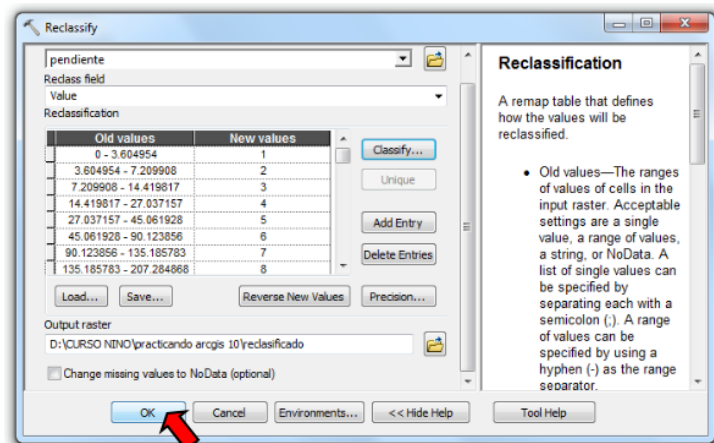 Reclassify
pendiente
Reclass field
Value
Reclassification
Old values New values
0 - 3.604954 1
3.604954 - 7.209908 2
7.209908 - 14.419817 3
14.419817 - 27.037157 4
27.037157 - 45.061928 5
45.061928 - 90.123856 6
90.123856 - 135.185783 7
135.185783 - 207.284868 8
Classify...
Unique
Add Entry
Delete Entries
Load... Save... Reverse New Values Precision...
Output raster
D:\CURSO NINO\practicando arcgis 10\reclasificado
Change missing values to NoData (optional)
OK Cancel Environments... << Hide Help Tool Help
Reclassification
A remap table that defines
how the values will be
reclassified.
• Old values—The ranges
of values of cells in the
input raster. Acceptable
settings are a single
value, a range of values,
a string, or NoData. A
list of single values can
be specified by
separating each with a
semicolon (;). A range
of values can be
specified by using a
hyphen (-) as the range
separator.